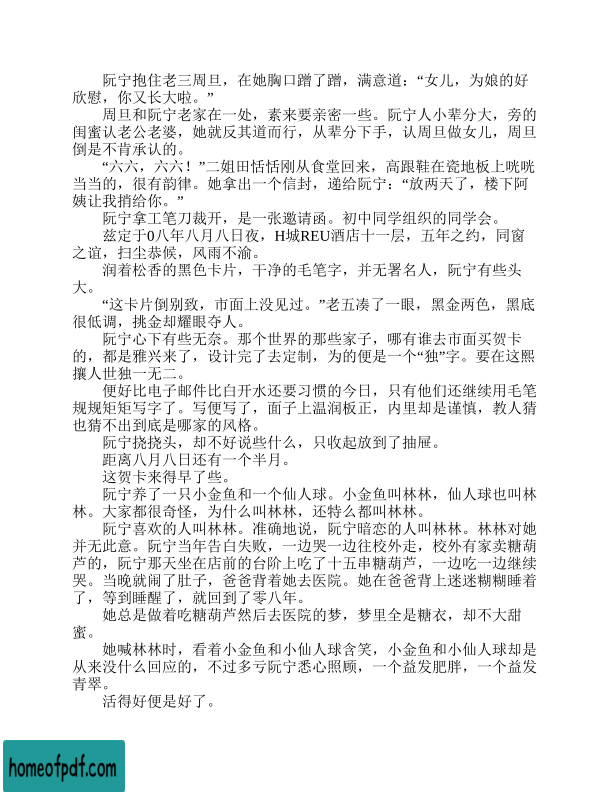 阮宁抱住老三周旦，在她胸口蹭了蹭，满意道：“女儿，为娘的好
欣慰，你又长大啦。”
周旦和阮宁老家在一处，素来要亲密一些。阮宁人小辈分大，旁的
闺蜜认老公老婆，她就反其道而行，从辈分下手，认周旦做女儿，周旦
倒是不肯承认的。
“六六，六六！”二姐田恬恬刚从食堂回来，高跟鞋在瓷地板上咣咣
当当的，很有韵律。她拿出一个信封，递给阮宁：“放两天了，楼下阿
姨让我捎给你。”
阮宁拿工笔刀裁开，是一张邀请函。初中同学组织的同学会。
兹定于0八年八月八日夜，H城REU酒店十一层，五年之约，同窗
之谊，扫尘恭候，风雨不渝。
润着松香的黑色卡片，干净的毛笔字，并无署名人，阮宁有些头
大。
“这卡片倒别致，市面上没见过。”老五凑了一眼，黑金两色，黑底
很低调，挑金却耀眼夺人。
阮宁心下有些无奈。那个世界的那些家子，哪有谁去市面买贺卡
的，都是雅兴来了，设计完了去定制，为的便是一个“独”字。要在这熙
攘人世独一无二。
便好比电子邮件比白开水还要习惯的今日，只有他们还继续用毛笔
规规矩矩写字了。写便写了，面子上温润板正，内里却是谨慎，教人猜
也猜不出到底是哪家的风格。
阮宁挠挠头，却不好说些什么，只收起放到了抽屉。
距离八月八日还有一个半月。
这贺卡来得早了些。
阮宁养了一只小金鱼和一个仙人球。小金鱼叫林林，仙人球也叫林
林。大家都很奇怪，为什么叫林林，还特么都叫林林。
阮宁喜欢的人叫林林。准确地说，阮宁暗恋的人叫林林。林林对她
并无此意。阮宁当年告白失败，一边哭一边往校外走，校外有家卖糖葫
芦的，阮宁那天坐在店前的台阶上吃了十五串糖葫芦，一边吃一边继续
哭。当晚就闹了肚子，爸爸背着她去医院。她在爸爸背上迷迷糊糊睡着
了，等到睡醒了，就回到了零八年。
她总是做着吃糖葫芦然后去医院的梦，梦里全是糖衣，却不大甜
蜜。
她喊林林时，看着小金鱼和小仙人球含笑，小金鱼和小仙人球却是
从来没什么回应的，不过多亏阮宁悉心照顾，一个益发肥胖，一个益发
青翠。
活得好便是好了。
homeofpdf.com